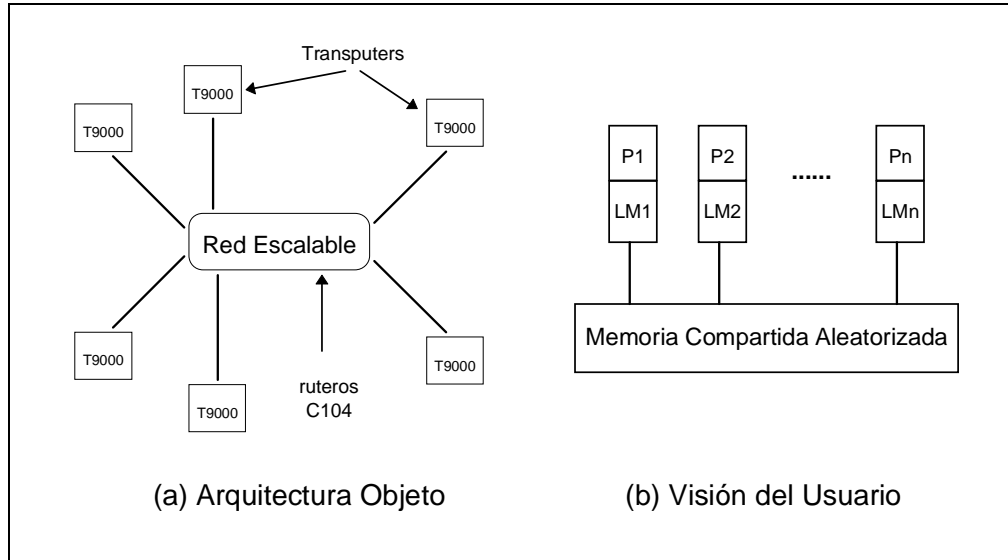 Transputers
T9000
T9000
T9000
Red Escalable
T9000
T9000
T9000
ruteros
C104
(a) Arquitectura Objeto
P1
P2
......
Pn
LM1
LM2
LMn
Memoria Compartida Aleatorizada
(b) Visión del Usuario